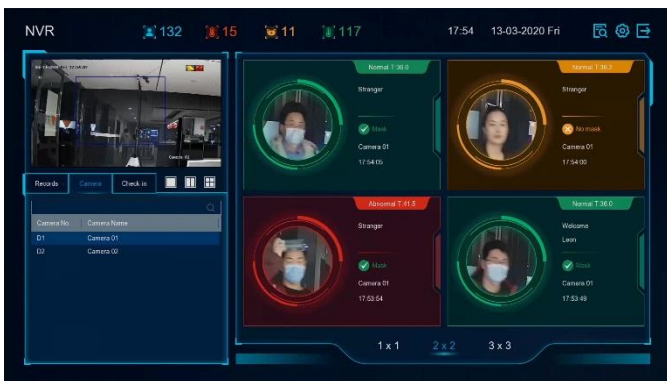 NVR
132
15
11
117
17:54 13-03-2020 Fri
Records
Camera
Check in
Camera No.
Camera Name
D1
Camera 01
D2
Camera 02
Normal T:36.0
Stranger
Mask
Camera 01
17:54:05
Stranger
No mask
Camera 01
17:54:00
Abnormal T:41.5
Stranger
Mask
Camera 01
17:53:54
Normal T:36.0
Welcome
Leon
Mask
Camera 01
17:53:49
1 x 1
2 x 2
3 x 3